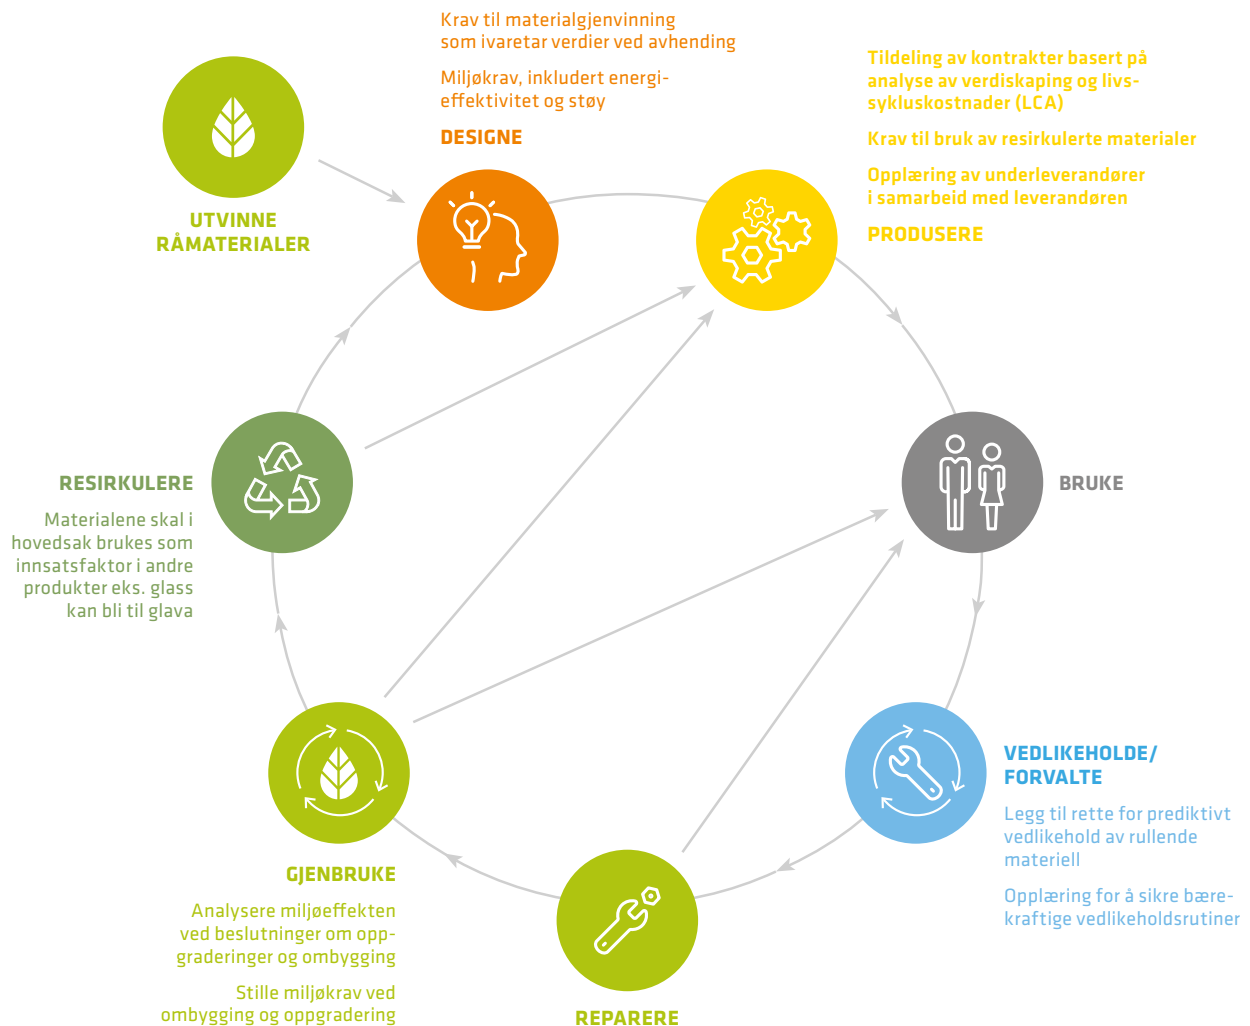 Krav til materialgjenvinning
som ivaretar verdier ved avhending
Miljøkrav, inkludert energi-
effektivitet og støy
DESIGNE
Tildeling av kontrakter basert på
analyse av verdiskaping og livs-
sykluskostnader (LCA)
Krav til bruk av resirkulerte materialer
Opplæring av underleverandører
i samarbeid med leverandøren
PRODUSERE
UTVINNE
RÅMATERIALER
RESIRKULERE
Materialene skal i
hovedsak brukes som
innsatsfaktor i andre
produkter eks. glass
kan bli til glava
BRUKE
VEDLIKEHOLDE/
FORVALTE
Legg til rette for prediktivt
vedlikehold av rullende
materiell
Opplæring for å sikre bære-
kraftige vedlikeholdsrutiner
GJENBRUKE
Analysere miljøeffekten
ved beslutninger om opp-
graderinger og ombygging
Stille miljøkrav ved
ombygging og oppgradering
REPARERE